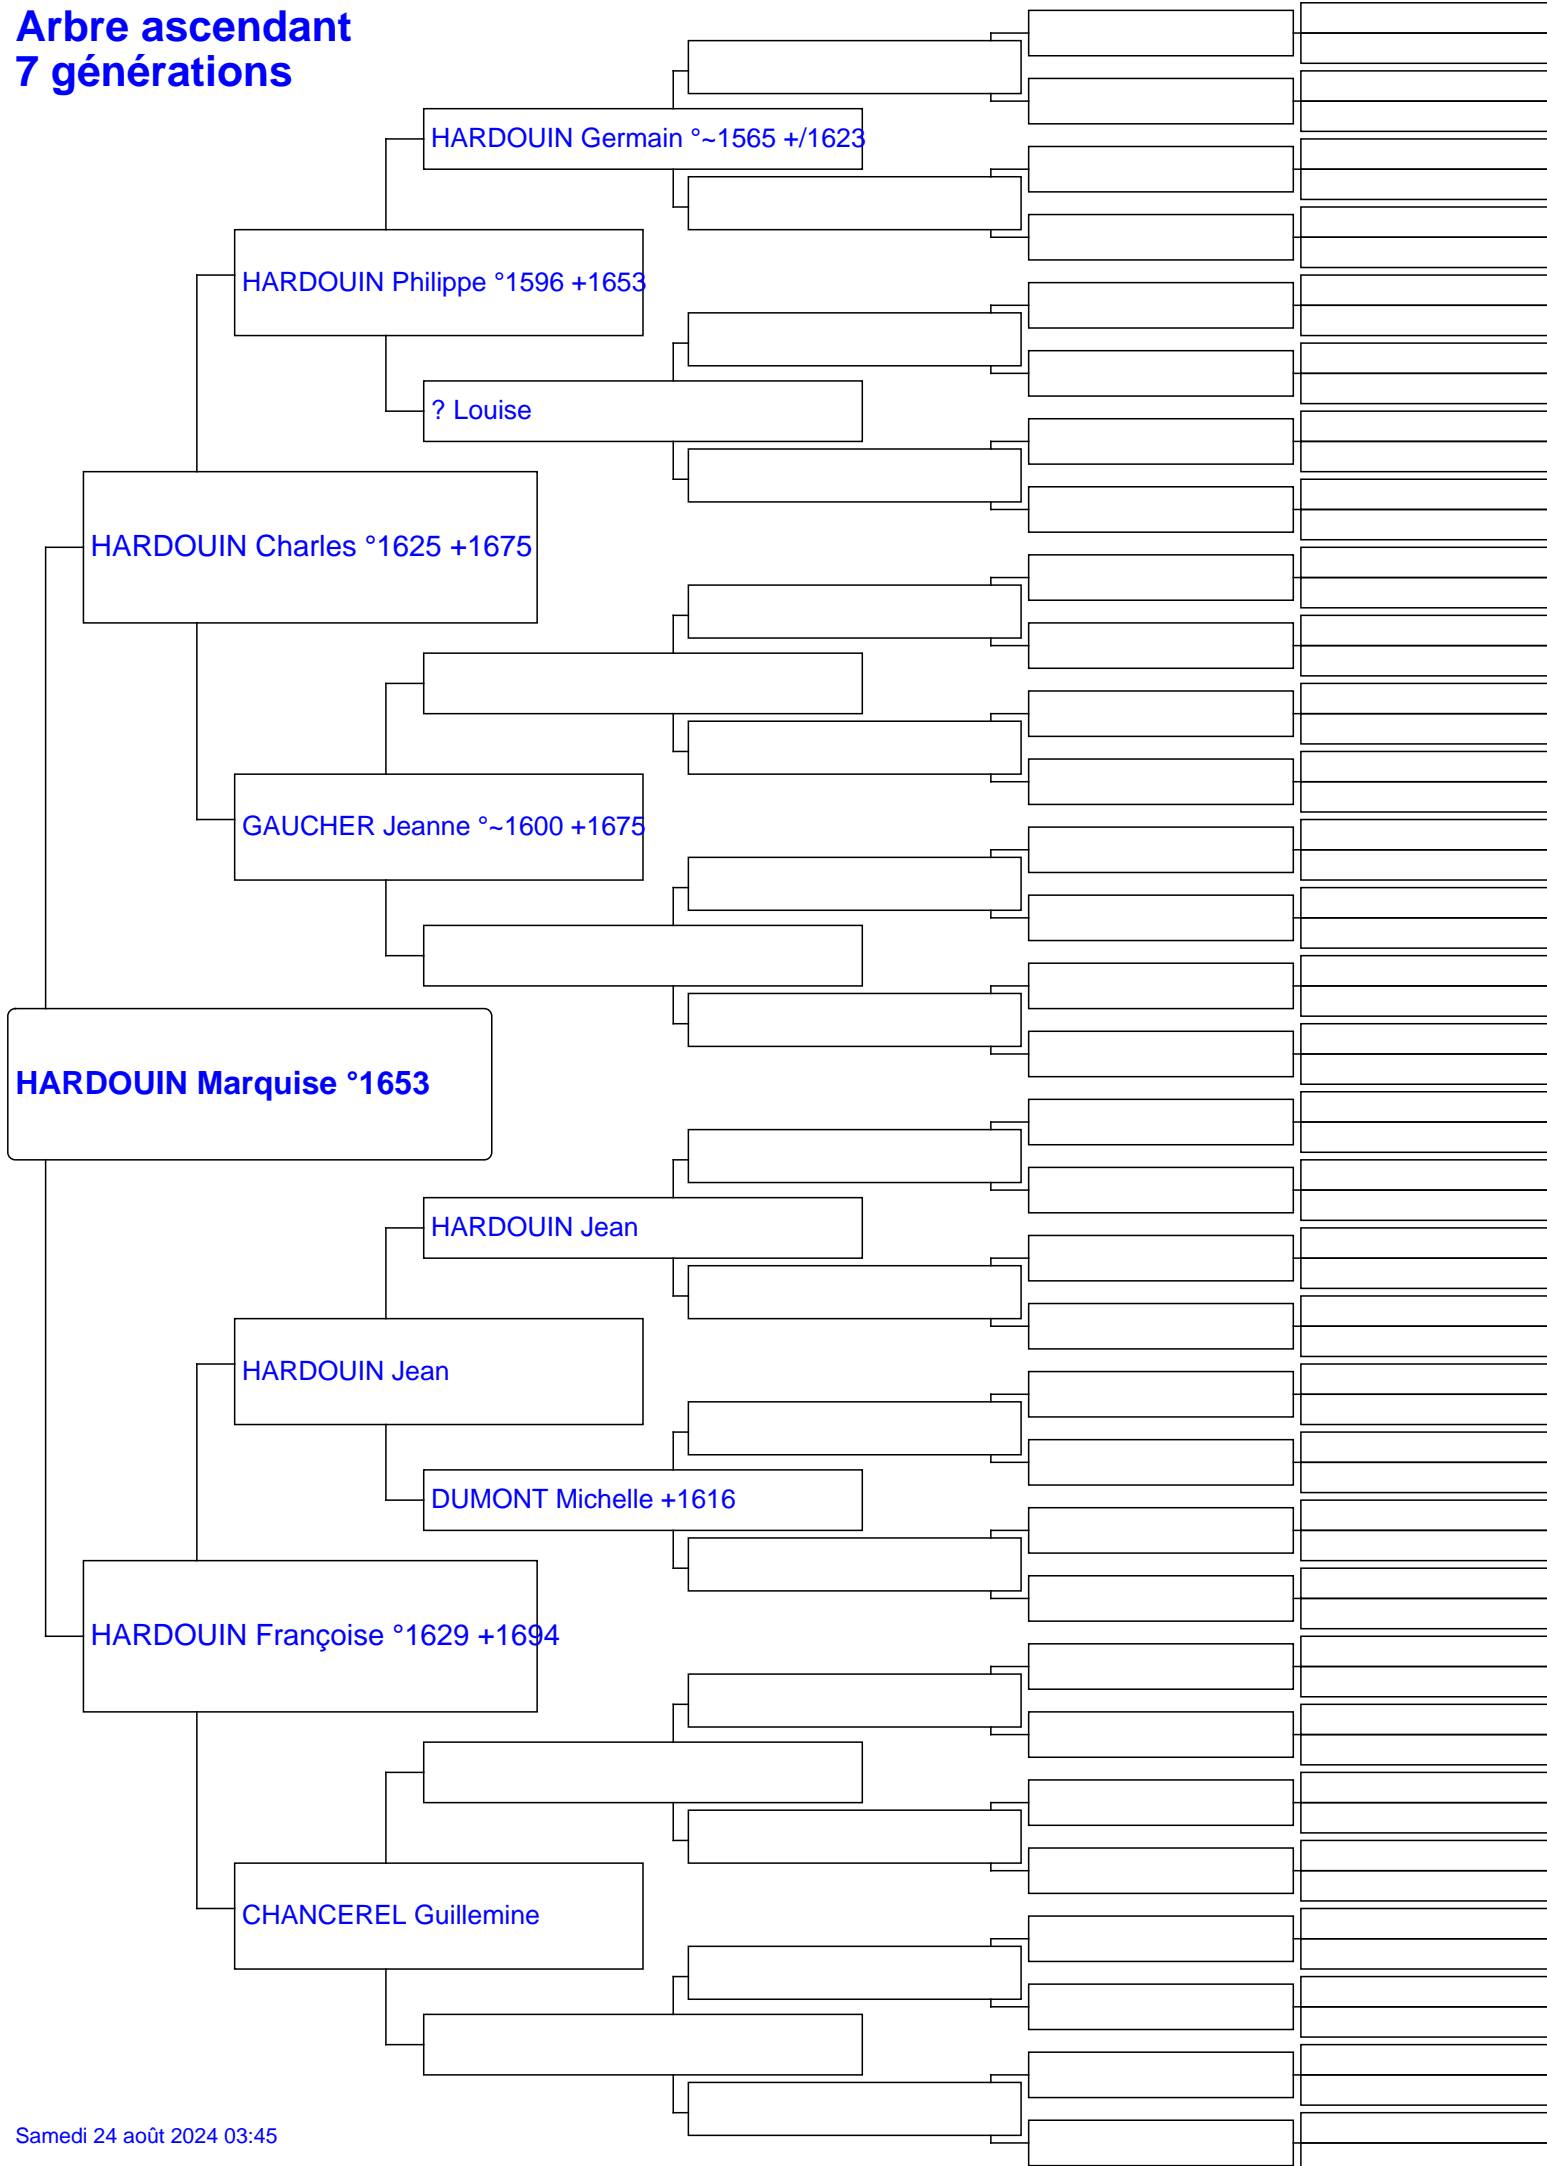 Arbre ascendant
7 générations
HARDOUIN Germain °~1565 +/1623
HARDOUIN Philippe °1596 +1653
? Louise
HARDOUIN Charles °1625 +1675
GAUCHER Jeanne °~1600 +1675
HARDOUIN Marquise °1653
HARDOUIN Jean
HARDOUIN Jean
DUMONT Michelle +1616
HARDOUIN Françoise °1629 +1694
CHANCEREL Guillemine
Samedi 24 août 2024 03:45